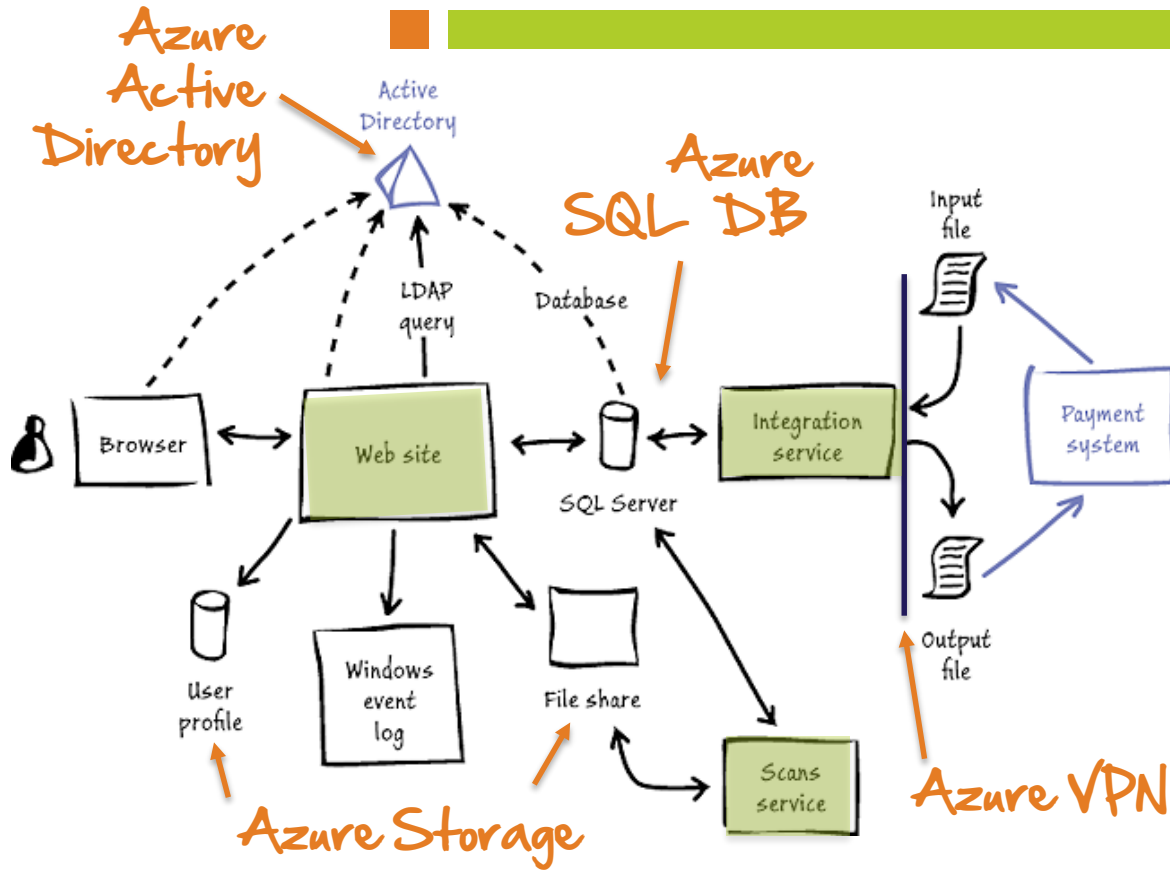 Azure
Active
Directory
Active
Directory
Azure
SQL DB
Input
file
LDAP
query
Database
Browser
Web site
SQL Server
Integration
service
Payment
system
User
profile
Windows
event
log
File share
Scans
service
Output
file
Azure Storage
Azure VPN